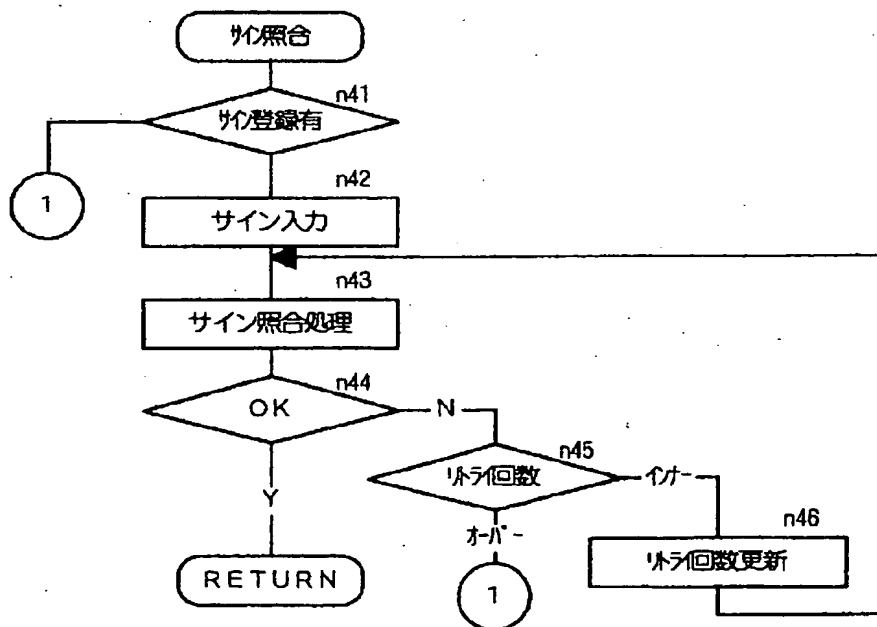 サイン照合
n41
サイン登録有
1
n42
サイン入力
n43
サイン照合処理
n44
OK
N
n45
リトライ回数
インナー
Y
オーバー
n46
リトライ回数更新
RETURN
1